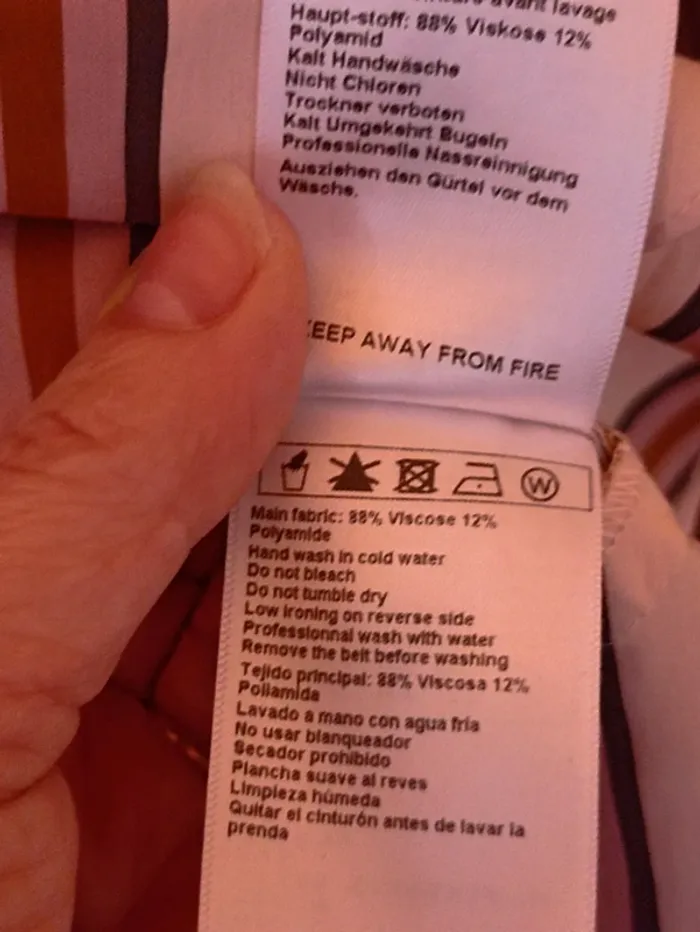 avant lavage
Haupt-stoff: 88% Viskose 12%
Polyamid
Kalt Handwäsche
Nicht Chloren
Trockner verboten
Kalt Umgekehrt Bugeln
Professionelle Nassreinnigung
Ausziehen den Gürtel vor dem
Wäsche.
KEEP AWAY FROM FIRE
W
Main fabric: 88% Viscose 12%
Polyamide
Hand wash in cold water
Do not bleach
Do not tumble dry
Low ironing on reverse side
Professionnal wash with water
Remove the belt before washing
Tejido principal: 88% Viscosa 12%
Poliamida
Lavado a mano con agua fria
No usar blanqueador
Secador prohibido
Plancha suave al reves
Limpieza húmeda
Quitar el cinturón antes de lavar la
prenda